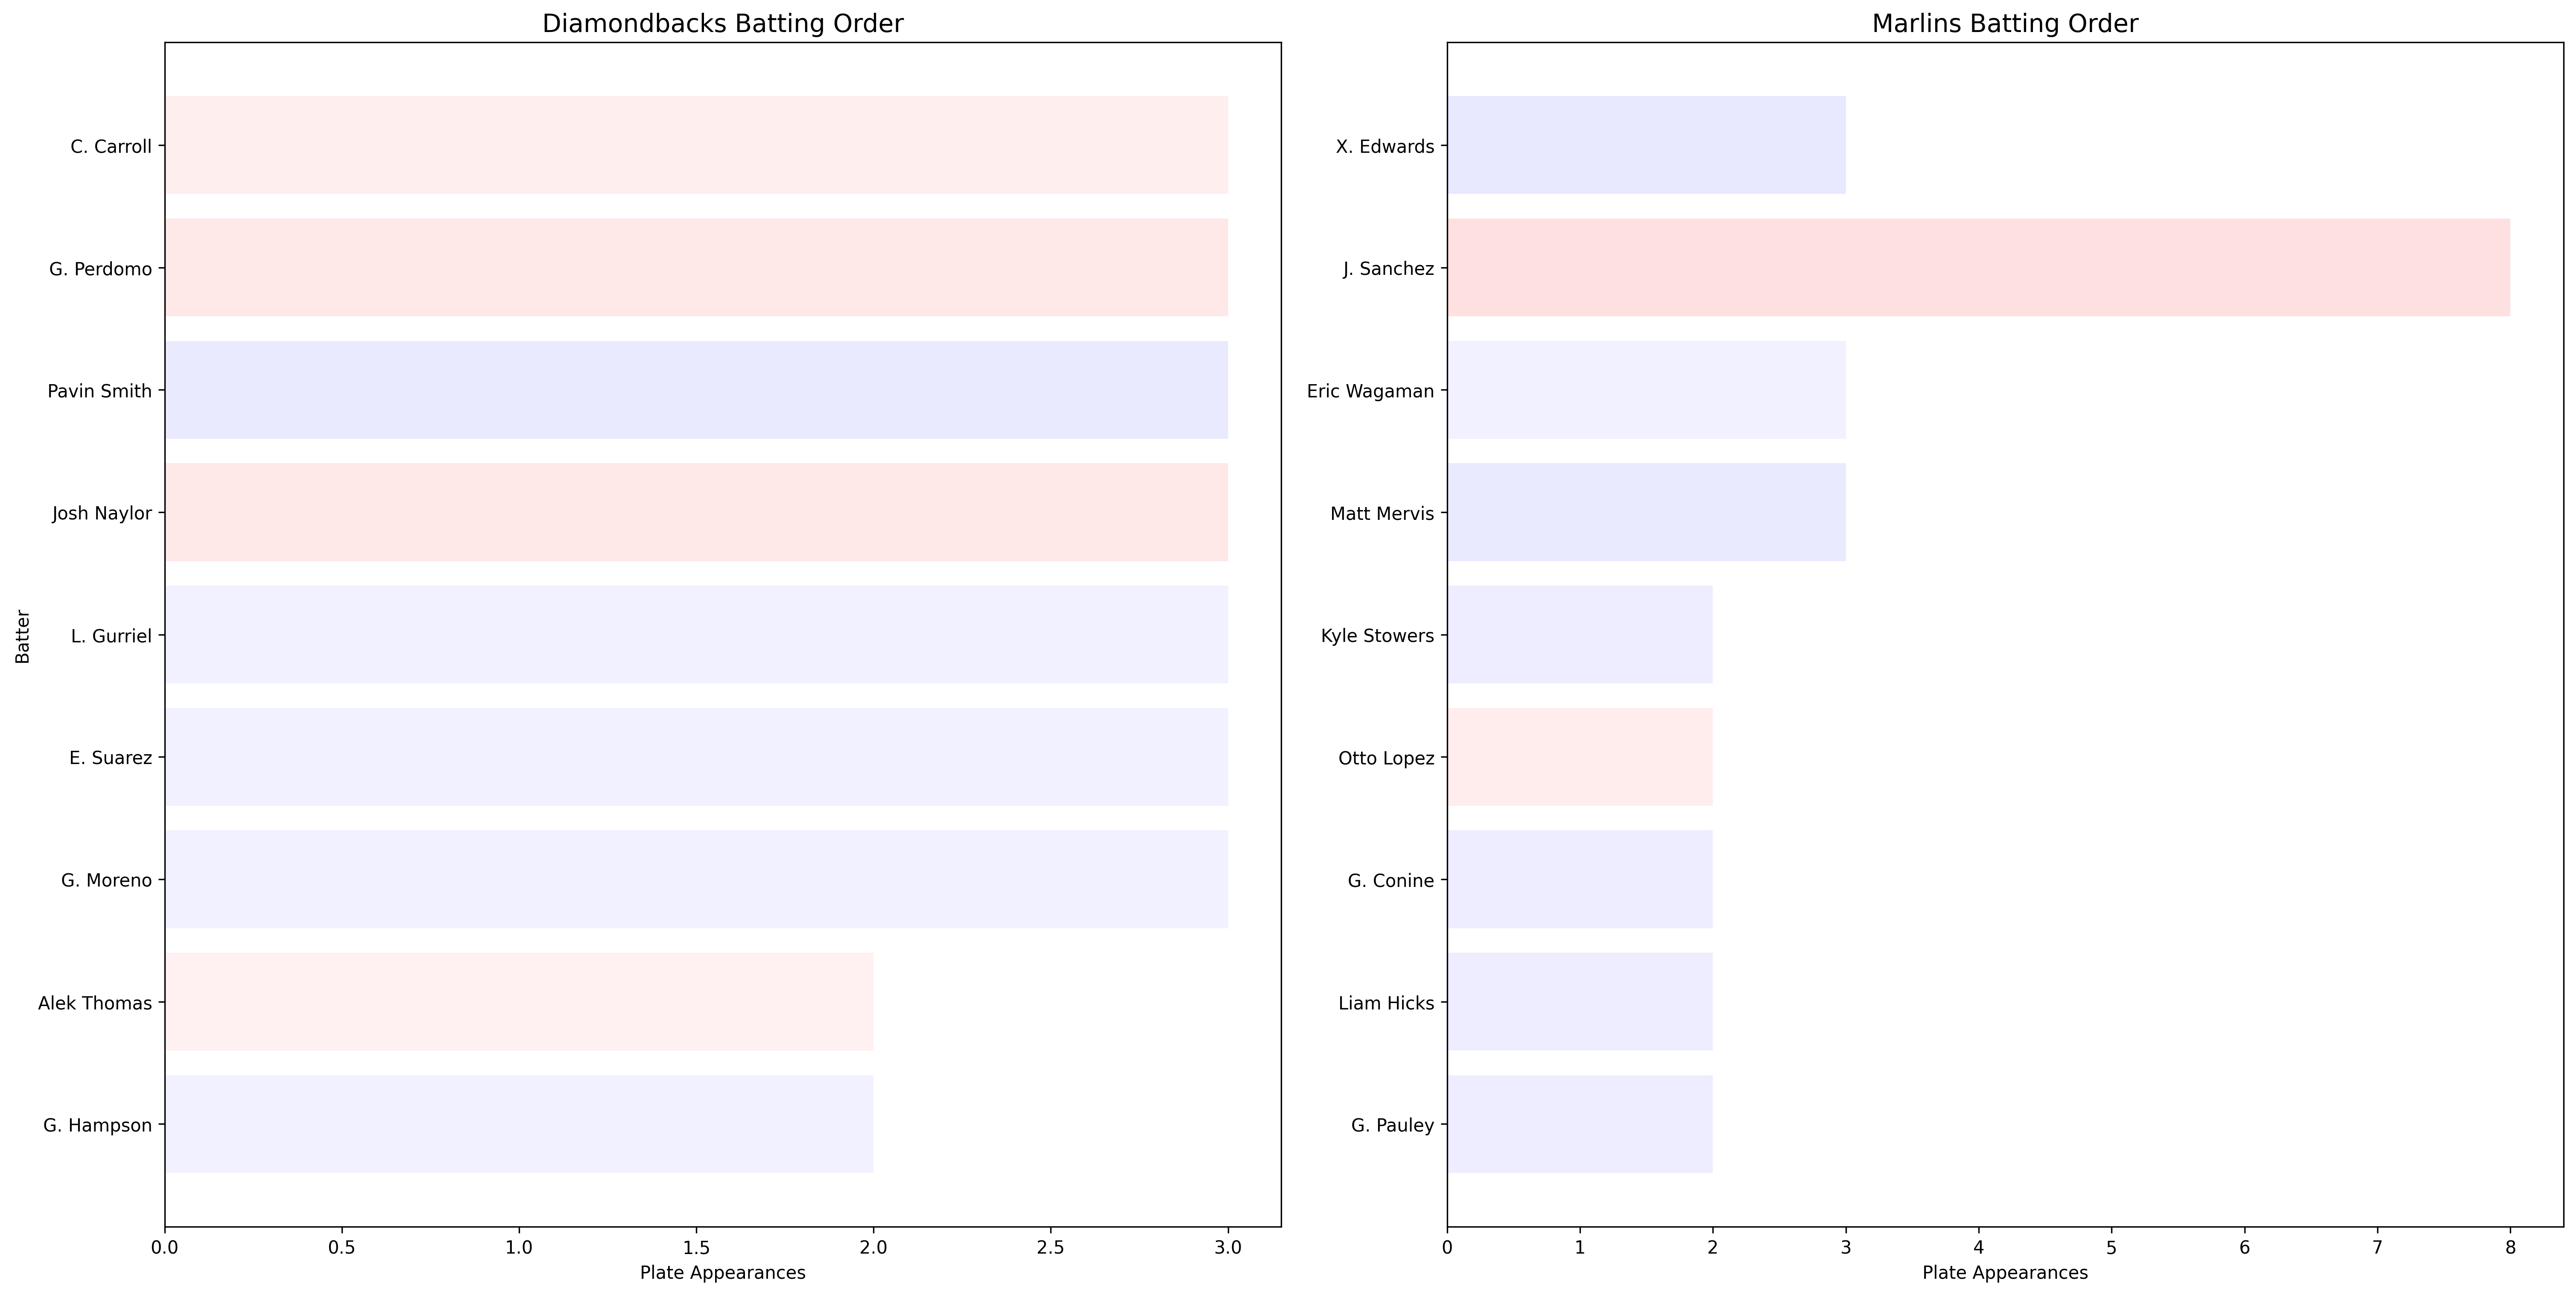 Diamondbacks Batting Order
Batter
C. Carroll
G. Perdomo
Pavin Smith
Josh Naylor
L. Gurriel
E. Suarez
G. Moreno
Alek Thomas
G. Hampson
0.0 0.5 1.0 1.5 2.0 2.5 3.0
Plate Appearances
Marlins Batting Order
X. Edwards
J. Sanchez
Eric Wagaman
Matt Mervis
Kyle Stowers
Otto Lopez
G. Conine
Liam Hicks
G. Pauley
0 1 2 3 4 5 6 7 8
Plate Appearances